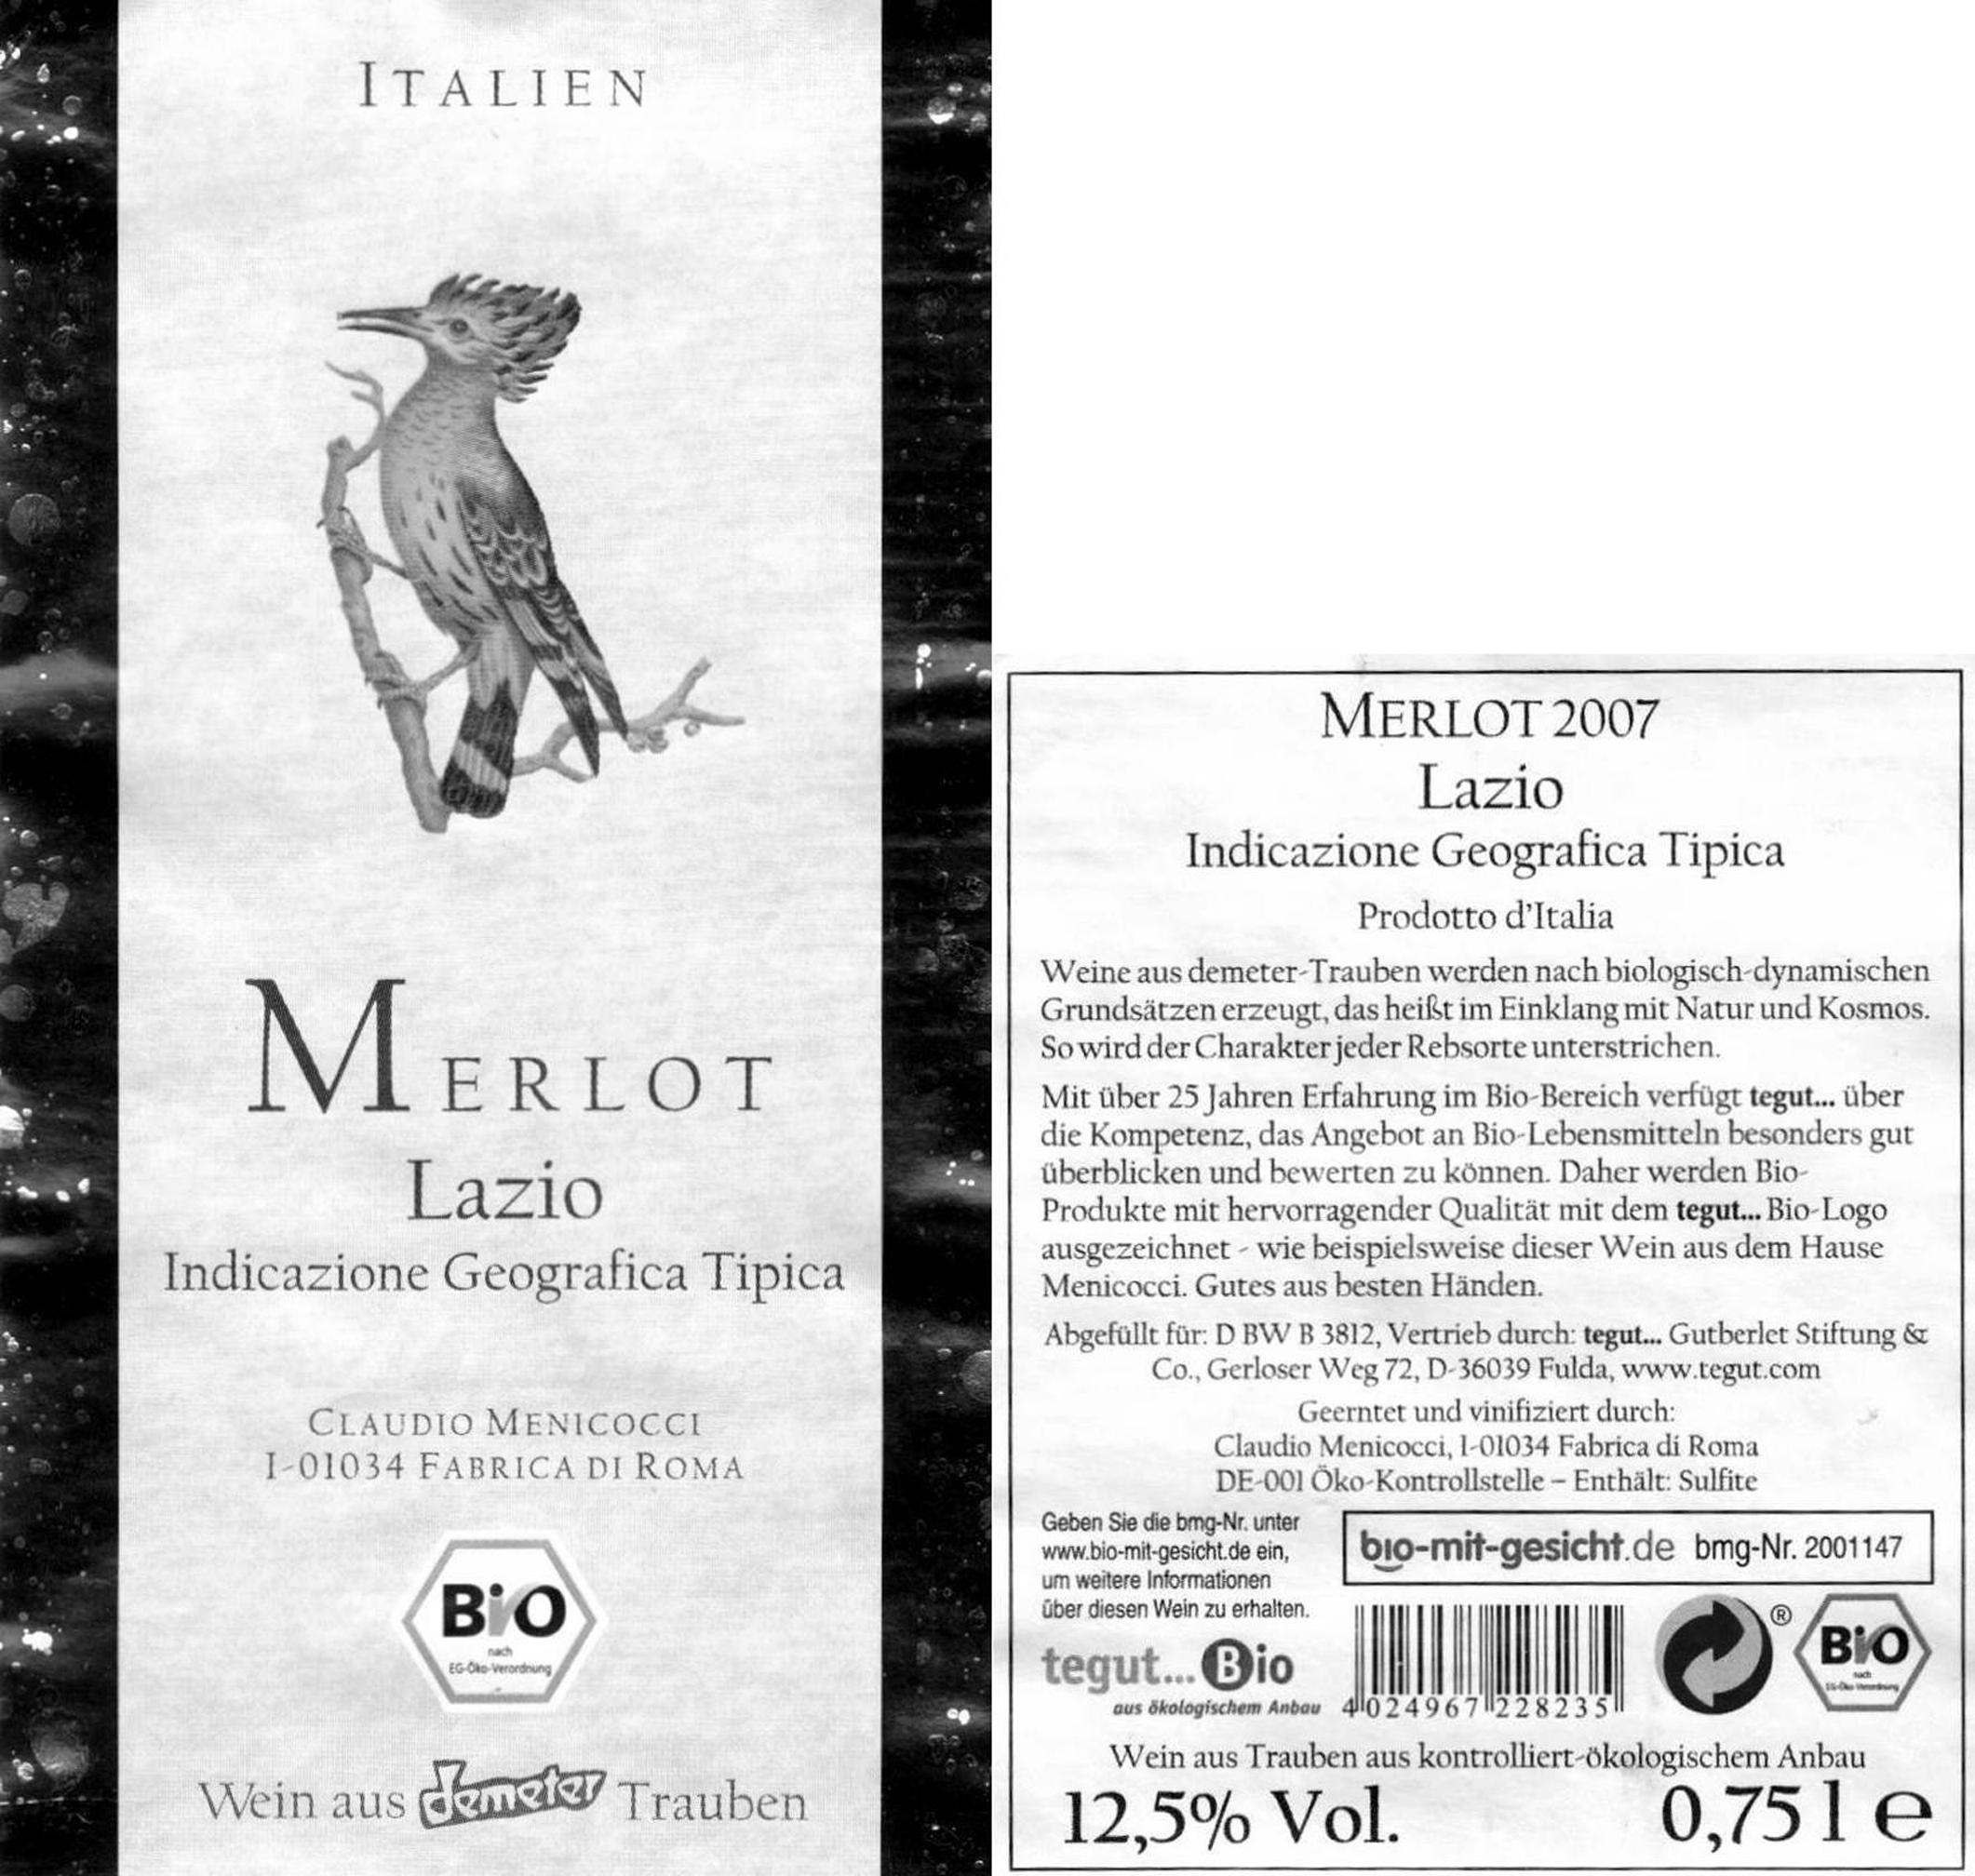 ITALIEN
MERLOT
Lazio
Indicazione Geografica Tipica
CLAUDIO MENICOCCI
I-01034 FABRICA DI ROMA
BiO
nach
EG-Öko-Verordnung
Wein aus demeter Trauben
MERLOT 2007
Lazio
Indicazione Geografica Tipica
Prodotto d'Italia
Weine aus demeter-Trauben werden nach biologisch-dynamischen
Grundsätzen erzeugt, das heißt im Einklang mit Natur und Kosmos.
So wird der Charakter jeder Rebsorte unterstrichen.
Mit über 25 Jahren Erfahrung im Bio-Bereich verfügt tegut... über
die Kompetenz, das Angebot an Bio-Lebensmitteln besonders gut
überblicken und bewerten zu können. Daher werden Bio-
Produkte mit hervorragender Qualität mit dem tegut... Bio-Logo
ausgezeichnet - wie beispielsweise dieser Wein aus dem Hause
Menicocci. Gutes aus besten Händen.
Abgefüllt für: D BW B 3812, Vertrieb durch: tegut... Gutberlet Stiftung &
Co., Gerloser Weg 72, D-36039 Fulda, www.tegut.com
Geerntet und vinifiziert durch:
Claudio Menicocci, I-01034 Fabrica di Roma
DE-001 Öko-Kontrollstelle – Enthält: Sulfite
Geben Sie die bmg-Nr. unter
www.bio-mit-gesicht.de ein,
um weitere Informationen
über diesen Wein zu erhalten.
bio-mit-gesicht.de bmg-Nr. 2001147
tegut... Bio
aus ökologischem Anbau
4 024967 228235
®
BiO
nach
EG-Öko-Verordnung
Wein aus Trauben aus kontrolliert-ökologischem Anbau
12,5% Vol.
0,75 l e